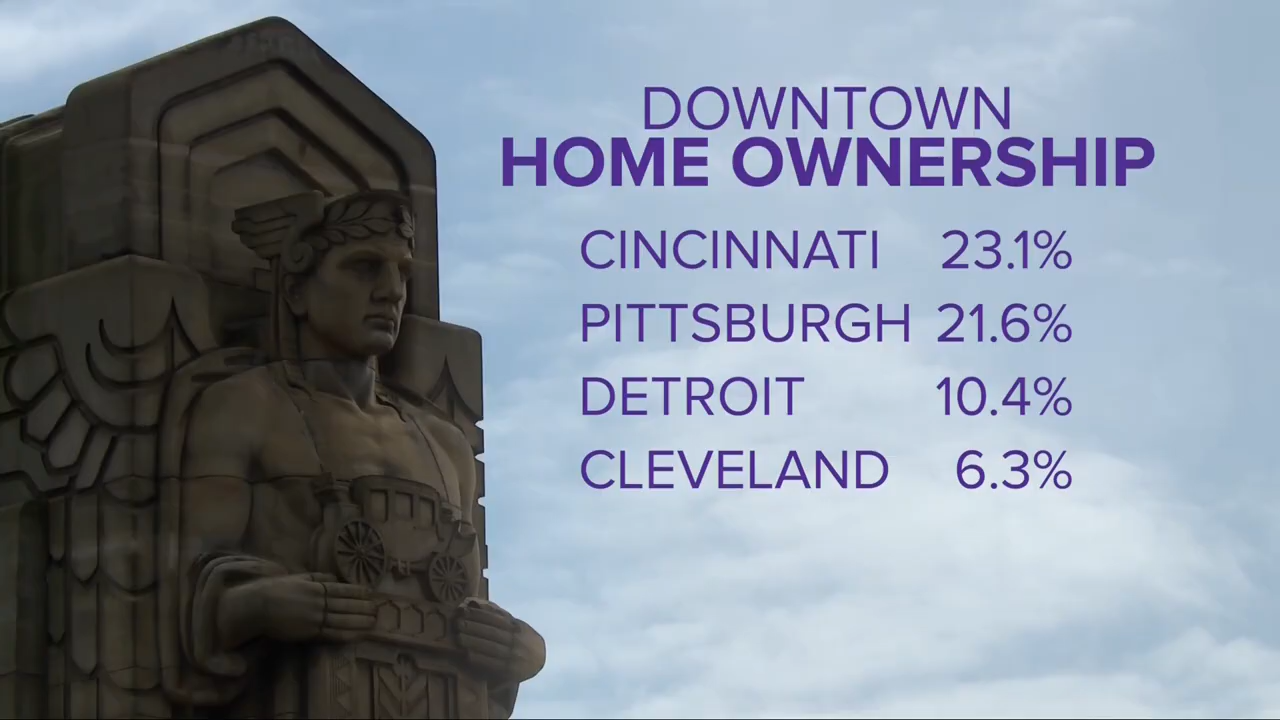 DOWNTOWN
HOME OWNERSHIP
CINCINNATI 23.1%
PITTSBURGH 21.6%
DETROIT 10.4%
CLEVELAND 6.3%